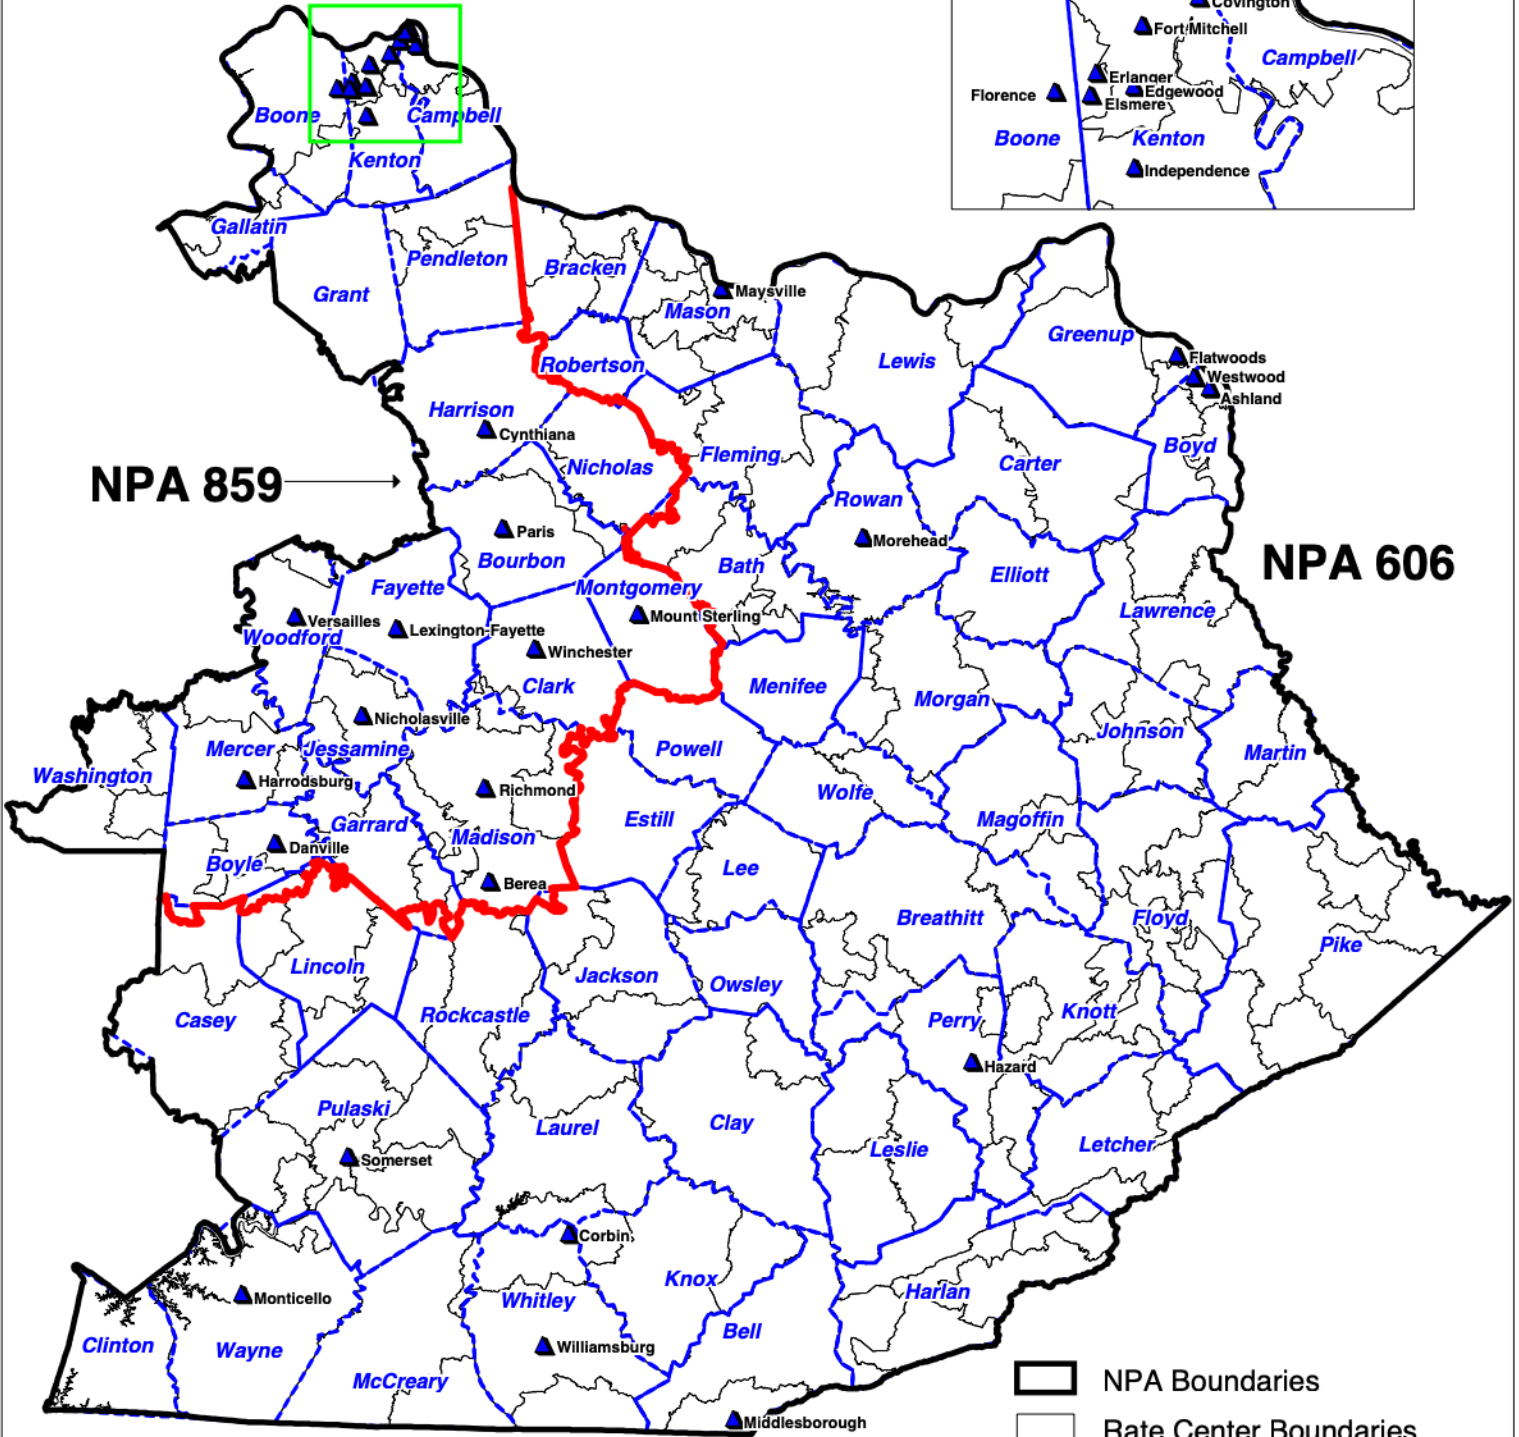 Covington
Fort Mitchell
Campbell
Erlanger
Florence
Edgewood
Elsmere
Boone
Kenton
Independence
Boone
Campbell
Kenton
Gallatin
Pendleton
Bracken
Grant
Maysville
Mason
Greenup
Robertson
Lewis
Flatwoods
Westwood
Ashland
Harrison
Cynthiana
Nicholas
Fleming
Carter
Boyd
NPA 859
Rowan
Paris
Morehead
Bourbon
Bath
NPA 606
Elliott
Fayette
Montgomery
Lawrence
Versailles
Mount Sterling
Woodford
Lexington-Fayette
Winchester
Clark
Menifee
Morgan
Nicholasville
Johnson
Mercer
Jessamine
Powell
Martin
Washington
Harrodsburg
Richmond
Wolfe
Garrard
Estill
Magoffin
Madison
Danville
Boyle
Lee
Berea
Breathitt
Floyd
Pike
Lincoln
Jackson
Owsley
Casey
Rockcastle
Perry
Knott
Hazard
Pulaski
Laurel
Clay
Leslie
Letcher
Somerset
Corbin
Knox
Harlan
Monticello
Whitley
Bell
Clinton
Wayne
Williamsburg
McCreary
NPA Boundaries
Middlesborough
Rate Center Boundaries